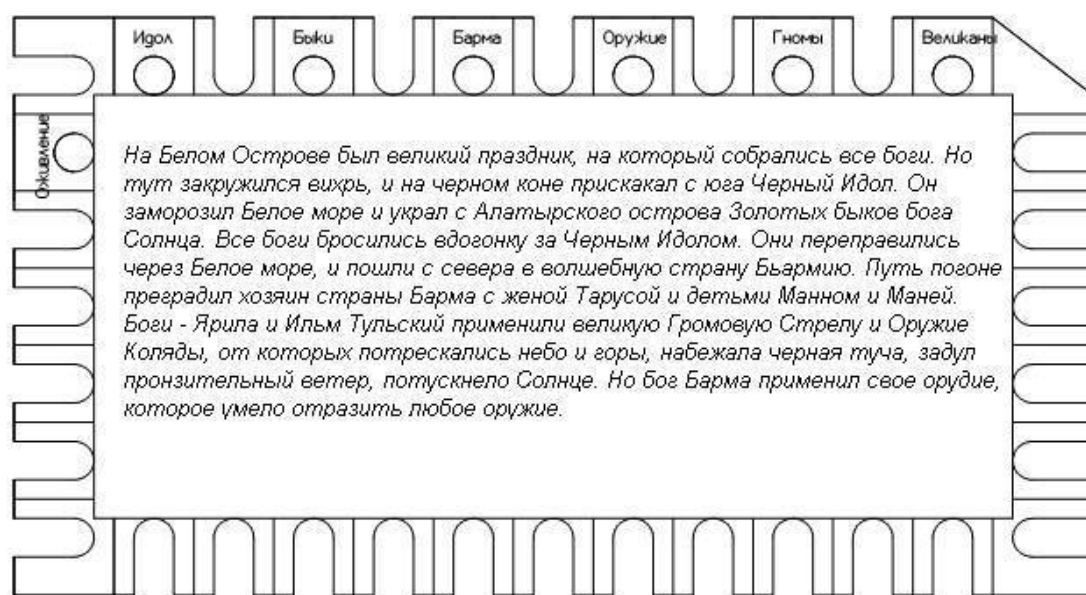 Идол Быки Барма Оружие Гномы Великаны
Оживление
На Белом Острове был великий праздник, на который собрались все боги. Но
тут закружился вихрь, и на черном коне прискакал с юга Черный Идол. Он
заморозил Белое море и украл с Алатырского острова Золотых быков бога
Солнца. Все боги бросились вдогонку за Черным Идолом. Они переправились
через Белое море, и пошли с севера в волшебную страну Бьармию. Путь погоне
преградил хозяин страны Барма с женой Тарусой и детьми Манном и Маней.
Боги - Ярила и Ильм Тульский применили великую Громовую Стрелу и Оружие
Коляды, от которых потрескались небо и горы, набежала черная туча, задул
пронзительный ветер, потускнело Солнце. Но бог Барма применил свое орудие,
которое умело отразить любое оружие.